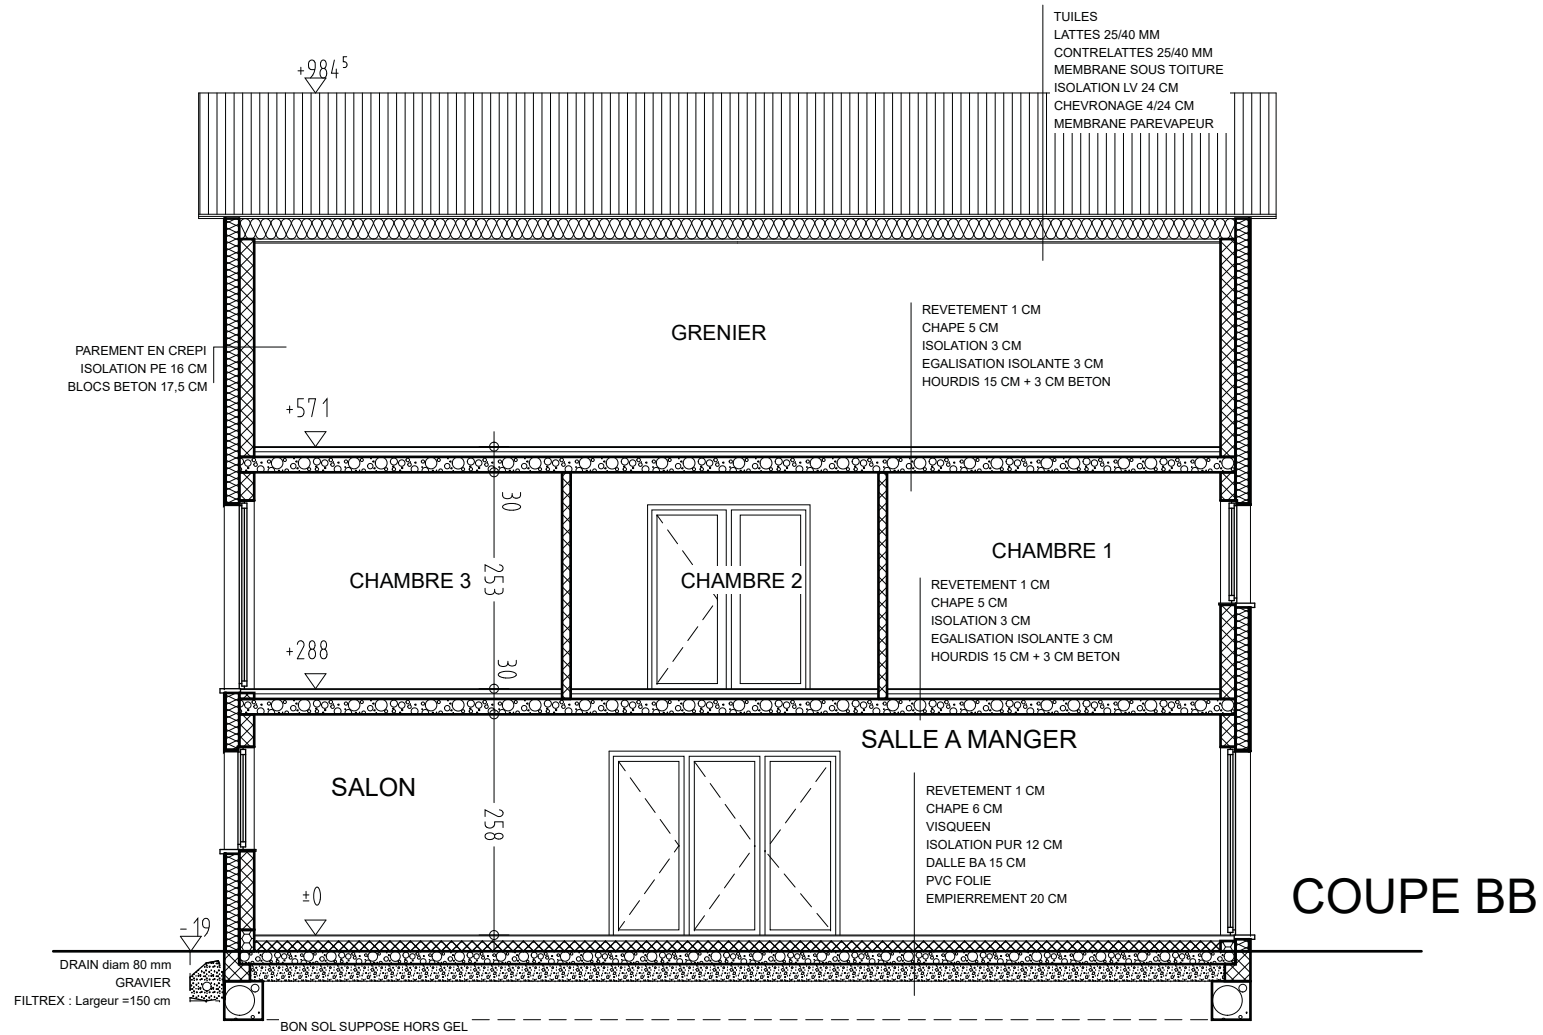 TUILES
LATTES 25/40 MM
CONTRELATTES 25/40 MM
MEMBRANE SOUS TOITURE
ISOLATION LV 24 CM
CHEVRONAGE 4/24 CM
MEMBRANE PAREVAPEUR
+984⁵
GRENIER
REVETEMENT 1 CM
CHAPE 5 CM
ISOLATION 3 CM
EGALISATION ISOLANTE 3 CM
HOURDIS 15 CM + 3 CM BETON
PAREMENT EN CREPI
ISOLATION PE 16 CM
BLOCS BETON 17,5 CM
+571
30
253
30
CHAMBRE 3
CHAMBRE 2
CHAMBRE 1
REVETEMENT 1 CM
CHAPE 5 CM
ISOLATION 3 CM
EGALISATION ISOLANTE 3 CM
HOURDIS 15 CM + 3 CM BETON
+288
SALLE A MANGER
SALON
258
REVETEMENT 1 CM
CHAPE 6 CM
VISQUEEN
ISOLATION PUR 12 CM
DALLE BA 15 CM
PVC FOLIE
EMPIERREMENT 20 CM
±0
COUPE BB
-19
DRAIN diam 80 mm
GRAVIER
FILTREX : Largeur =150 cm
BON SOL SUPPOSE HORS GEL